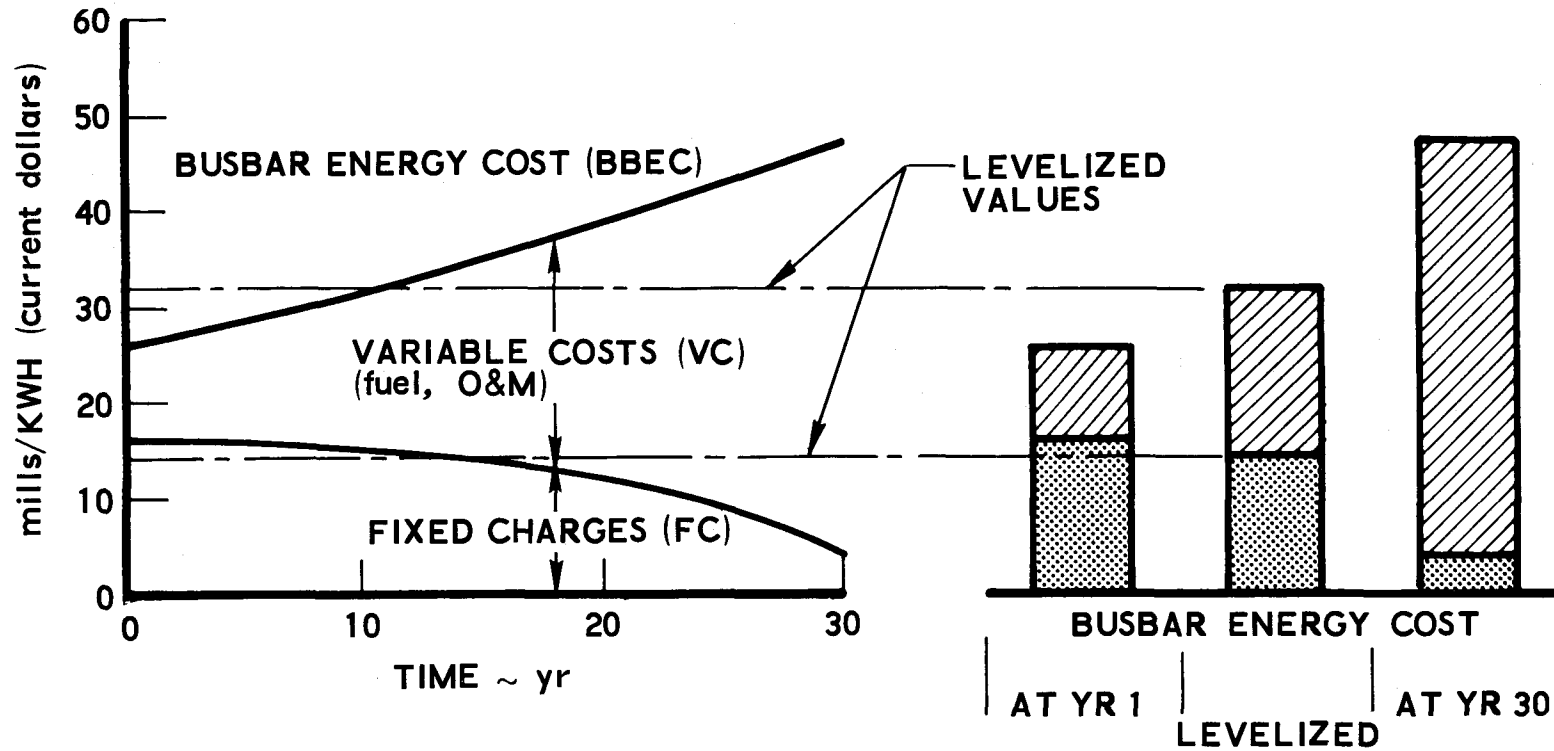 mills/KWH (current dollars)
60
50
40
30
20
10
0
BUSBAR ENERGY COST (BBEC)
LEVELIZED
VALUES
VARIABLE COSTS (VC)
(fuel, O&M)
FIXED CHARGES (FC)
0
10
20
30
TIME ~ yr
BUSBAR ENERGY COST
AT YR 1
LEVELIZED
AT YR 30